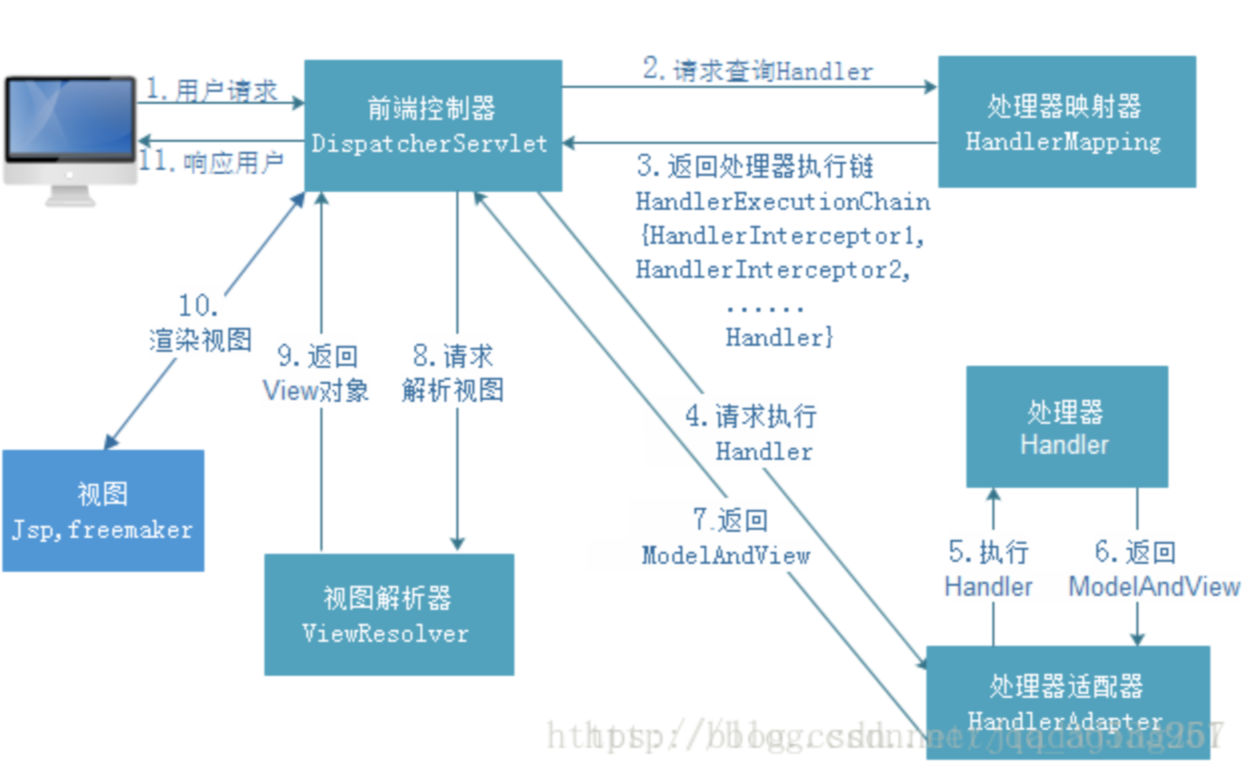 1.用户请求
11.响应用户
前端控制器
DispatcherServlet
2.请求查询Handler
处理器映射器
HandlerMapping
3.返回处理器执行链
HandlerExecutionChain
{HandlerInterceptor1,
HandlerInterceptor2,
......
Handler}
10.
渲染视图
9.返回
View对象
8.请求
解析视图
4.请求执行
Handler
处理器
Handler
视图
Jsp,freemaker
7.返回
ModelAndView
5.执行
Handler
6.返回
ModelAndView
视图解析器
ViewResolver
处理器适配器
HandlerAdapter